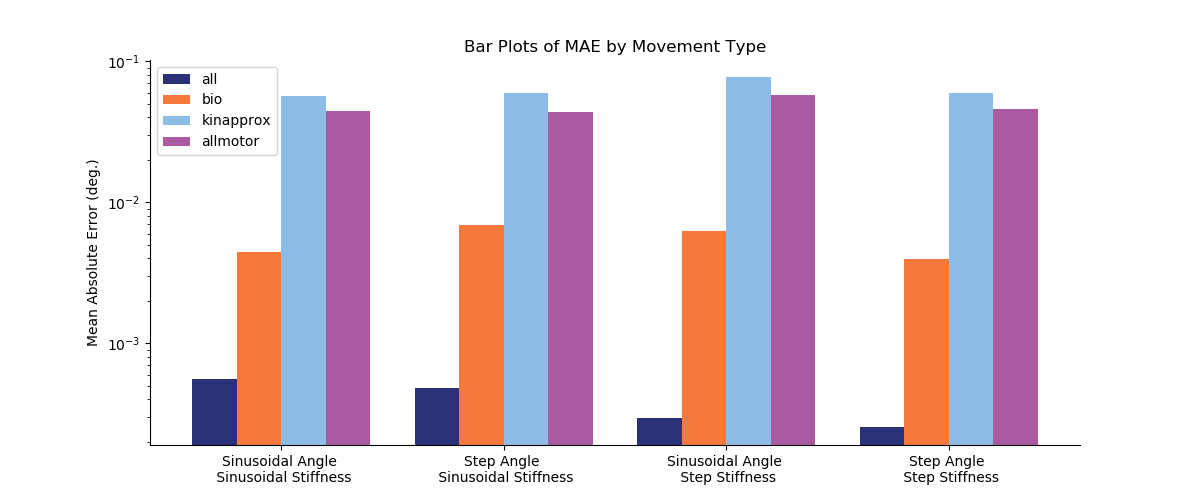 Bar Plots of MAE by Movement Type
Mean Absolute Error (deg.)
10⁻¹
10⁻²
10⁻³
all
bio
kinapprox
allmotor
Sinusoidal Angle
Sinusoidal Stiffness
Step Angle
Sinusoidal Stiffness
Sinusoidal Angle
Step Stiffness
Step Angle
Step Stiffness